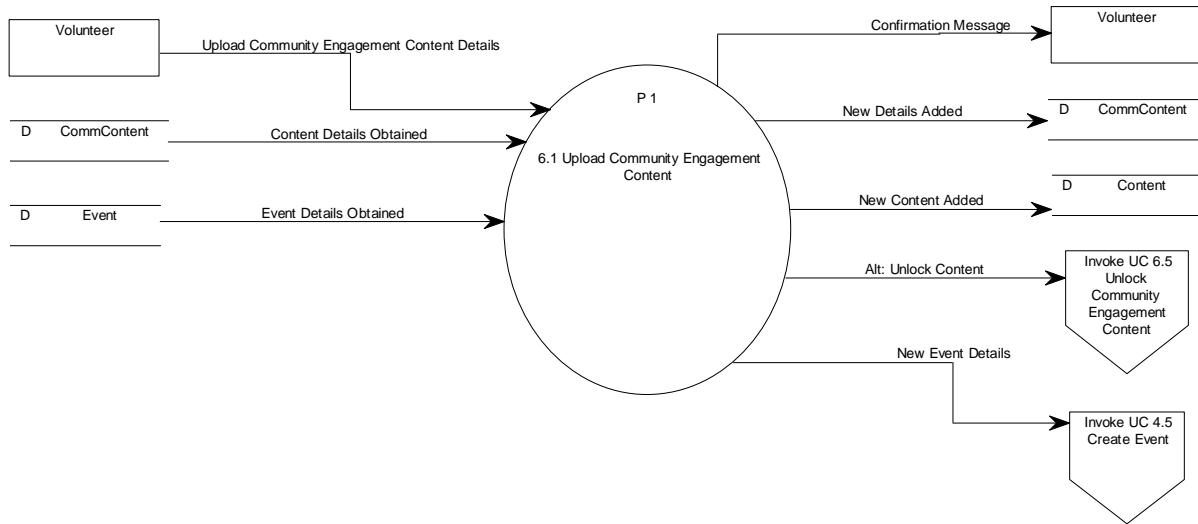 Volunteer
Upload Community Engagement Content Details
D CommContent
Content Details Obtained
D Event
Event Details Obtained
P 1
6.1 Upload Community Engagement
Content
Confirmation Message
Volunteer
New Details Added
D CommContent
New Content Added
D Content
Alt: Unlock Content
Invoke UC 6.5
Unlock
Community
Engagement
Content
New Event Details
Invoke UC 4.5
Create Event